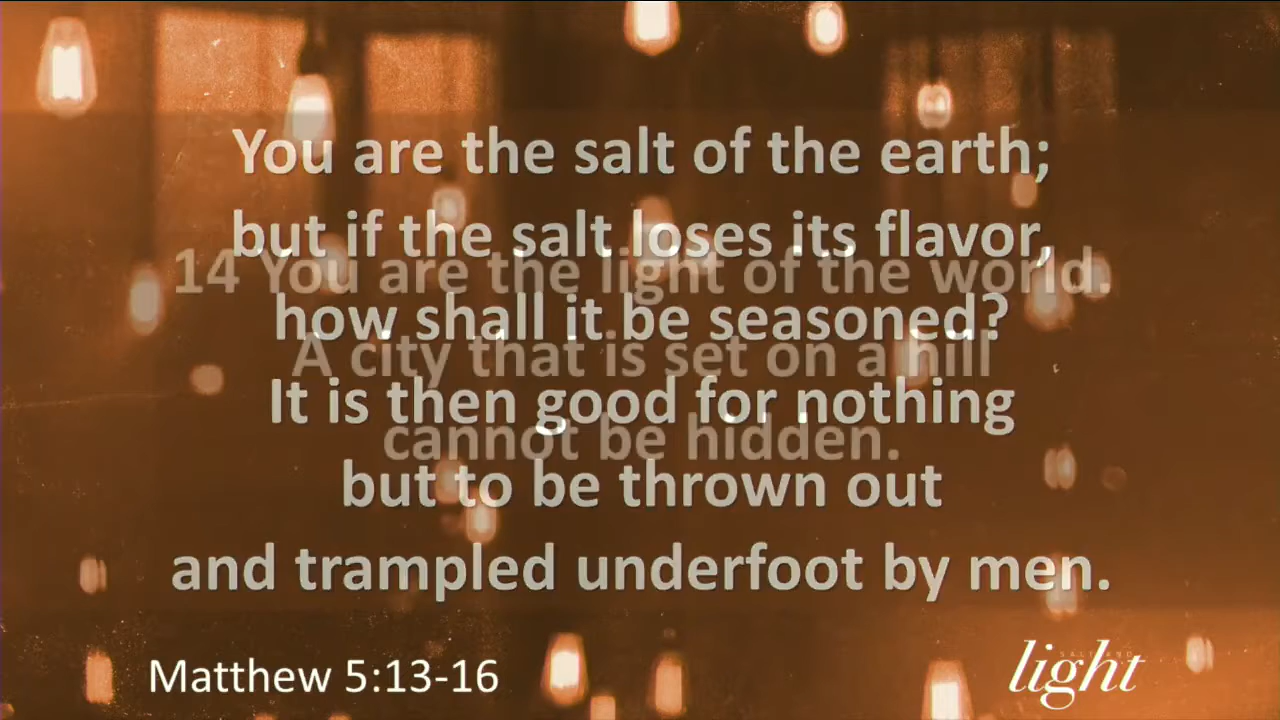 You are the salt of the earth;
but if the salt loses its flavor,
14 You are the light of the world.
how shall it be seasoned?
A city that is set on a hill
It is then good for nothing
cannot be hidden.
but to be thrown out
and trampled underfoot by men.
Matthew 5:13-16
SALT AND
light